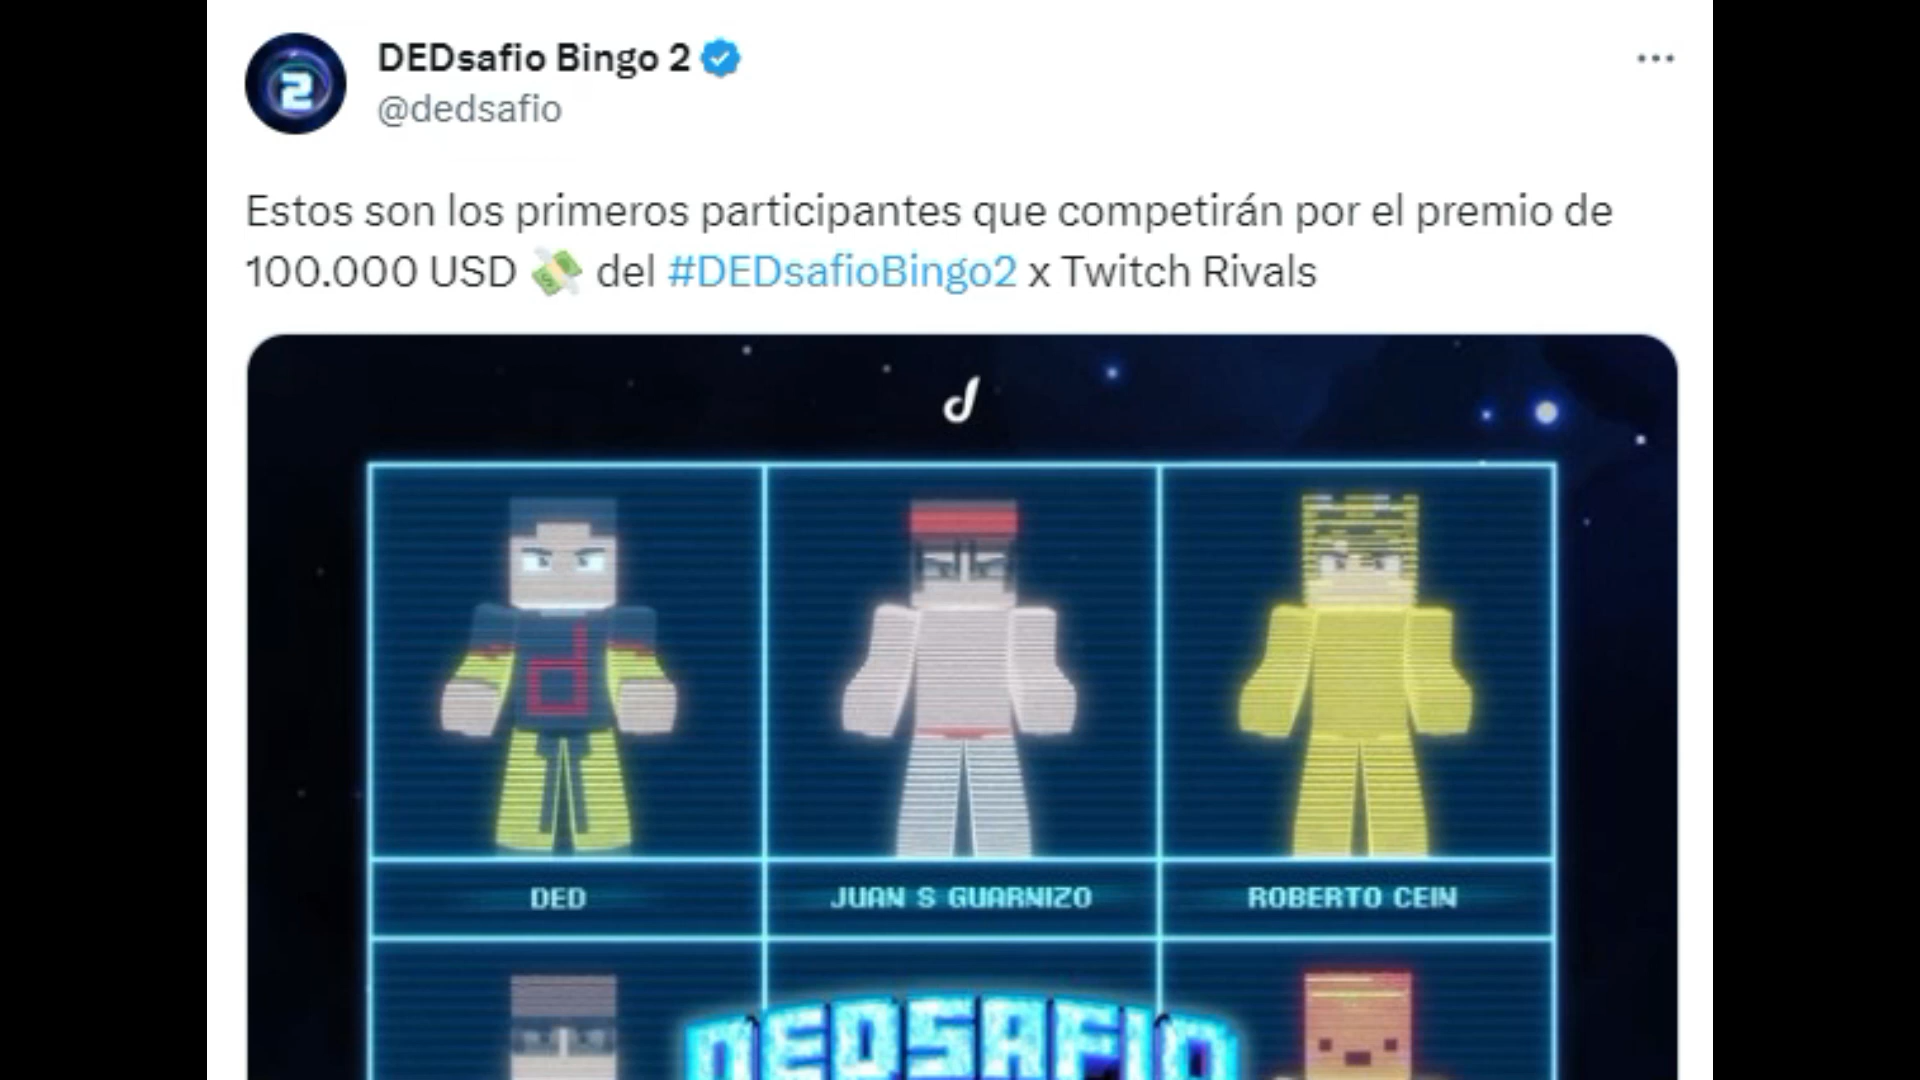 DEDsafio Bingo 2
@dedsafio
Estos son los primeros participantes que competirán por el premio de
100.000 USD 💸 del #DEDsafioBingo2 x Twitch Rivals
DED
JUAN S GUARNIZO
ROBERTO CEIN
DEDSAFIO